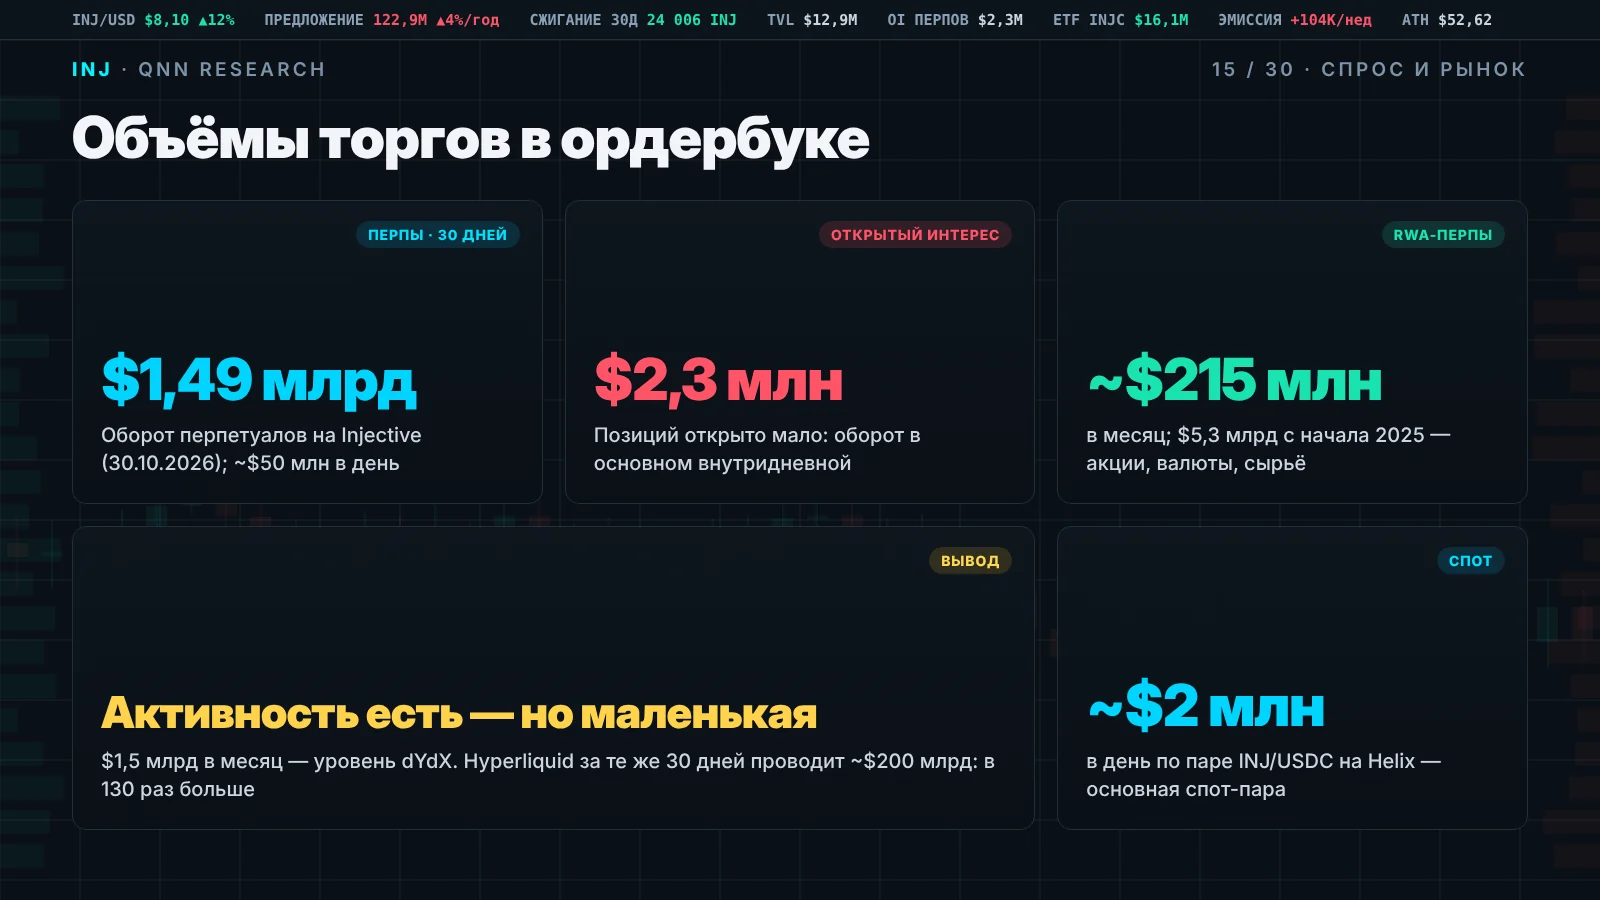 INJ/USD $8,10 ▲12% ПРЕДЛОЖЕНИЕ 122,9M ▲4%/год СЖИГАНИЕ 30Д 24 006 INJ TVL $12,9M OI ПЕРПОВ $2,3M ETF INJC $16,1M ЭМИССИЯ +104K/нед ATH $52,62
INJ · QNN RESEARCH
15 / 30 · СПРОС И РЫНОК
Объёмы торгов в ордербуке
ПЕРПЫ · 30 ДНЕЙ
$1,49 млрд
Оборот перпетуалов на Injective
(30.10.2026); ~$50 млн в день
ОТКРЫТЫЙ ИНТЕРЕС
$2,3 млн
Позиций открыто мало: оборот в
основном внутридневной
RWA-ПЕРПЫ
~$215 млн
в месяц; $5,3 млрд с начала 2025 —
акции, валюты, сырьё
ВЫВОД
Активность есть — но маленькая
$1,5 млрд в месяц — уровень dYdX. Hyperliquid за те же 30 дней проводит ~$200 млрд: в
130 раз больше
СПОТ
~$2 млн
в день по паре INJ/USDC на Helix —
основная спот-пара